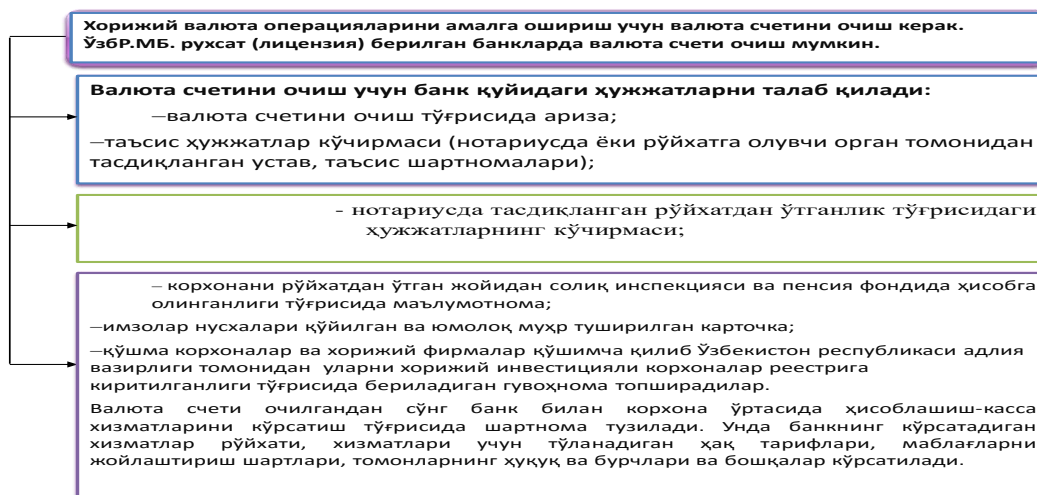 Хорижий валюта операцияларини амалга ошириш учун валюта счетини очиш керак.
ЎзбР.МБ. рухсат (лицензия) берилган банкларда валюта счети очиш мумкин.
Валюта счетини очиш учун банк қуйидаги ҳужжатларни талаб қилади:
–валюта счетини очиш тўғрисида ариза;
–таъсис ҳужжатлар кўчирмаси (нотариусда ёки рўйхатга олувчи орган томонидан
тасдиқланган устав, таъсис шартномалари);
- нотариусда тасдиқланган рўйхатдан ўтганлик тўғрисидаги
ҳужжатларнинг кўчирмаси;
– корхонани рўйхатдан ўтган жойидан солиқ инспекцияси ва пенсия фондида ҳисобга
олинганлиги тўғрисида маълумотнома;
–имзолар нусхалари қўйилган ва юмолоқ муҳр туширилган карточка;
–қўшма корхоналар ва хорижий фирмалар қўшимча қилиб Ўзбекистон республикаси адлия
вазирлиги томонидан уларни хорижий инвестицияли корхоналар реестрига
киритилганлиги тўғрисида бериладиган гувоҳнома топширадилар.
Валюта счети очилгандан сўнг банк билан корхона ўртасида ҳисоблашиш-касса
хизматларини кўрсатиш тўғрисида шартнома тузилади. Унда банкнинг кўрсатадиган
хизматлар рўйхати, хизматлари учун тўланадиган ҳақ тарифлари, маблағларни
жойлаштириш шартлари, томонларнинг ҳуқуқ ва бурчлари ва бошқалар кўрсатилади.